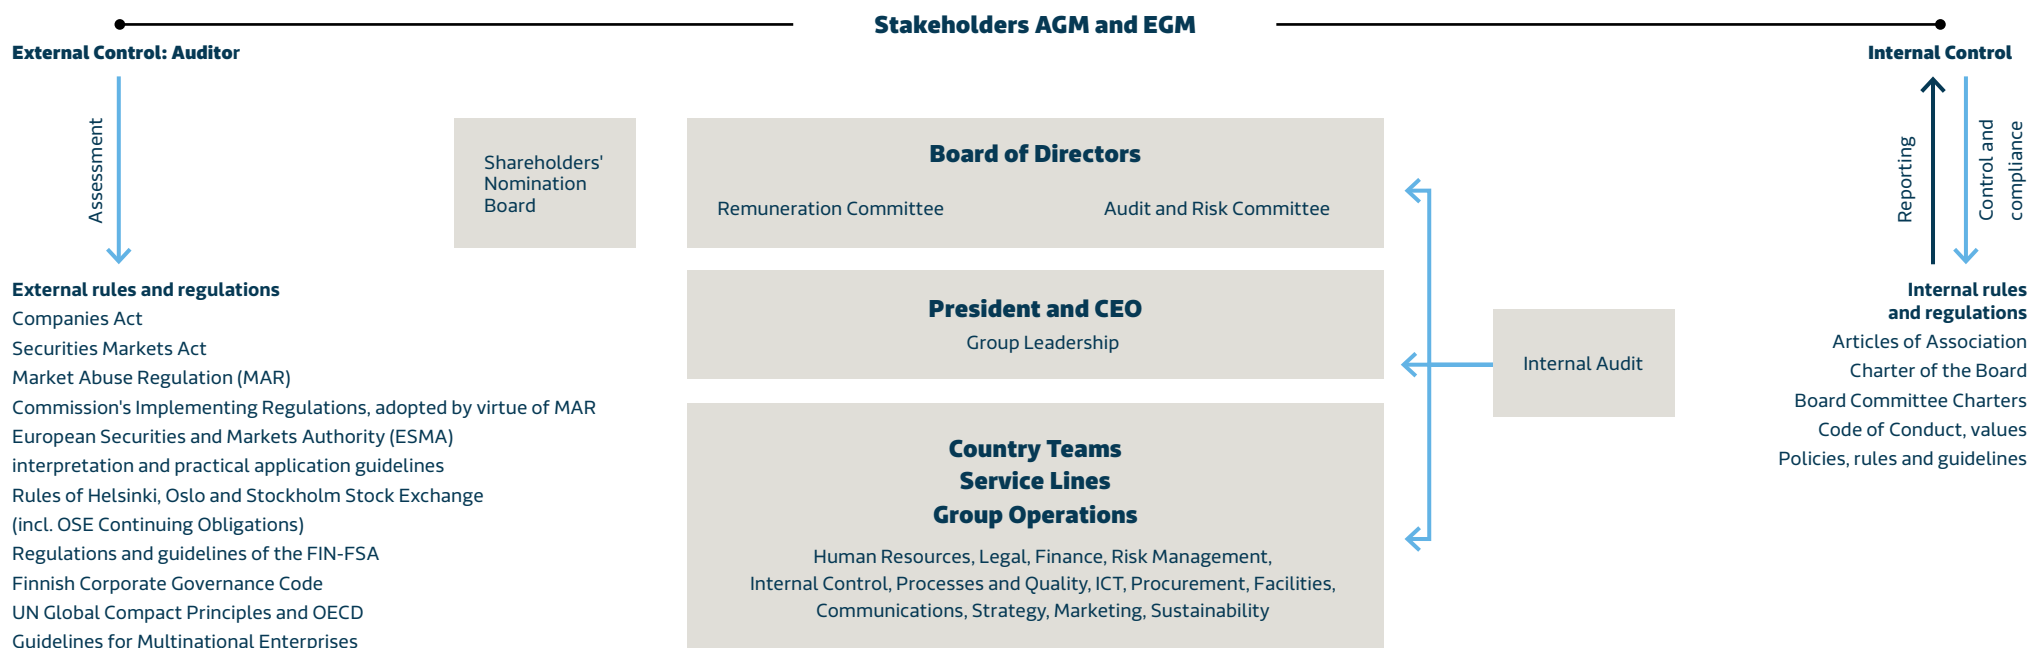 Stakeholders AGM and EGM
External Control: Auditor
Assessment
External rules and regulations
Companies Act
Securities Markets Act
Market Abuse Regulation (MAR)
Commission's Implementing Regulations, adopted by virtue of MAR
European Securities and Markets Authority (ESMA)
interpretation and practical application guidelines
Rules of Helsinki, Oslo and Stockholm Stock Exchange
(incl. OSE Continuing Obligations)
Regulations and guidelines of the FIN-FSA
Finnish Corporate Governance Code
UN Global Compact Principles and OECD
Guidelines for Multinational Enterprises
Shareholders'
Nomination
Board
Board of Directors
Remuneration Committee
Audit and Risk Committee
President and CEO
Group Leadership
Country Teams
Service Lines
Group Operations
Human Resources, Legal, Finance, Risk Management,
Internal Control, Processes and Quality, ICT, Procurement, Facilities,
Communications, Strategy, Marketing, Sustainability
Internal Audit
Internal Control
Reporting
Control and
compliance
Internal rules
and regulations
Articles of Association
Charter of the Board
Board Committee Charters
Code of Conduct, values
Policies, rules and guidelines